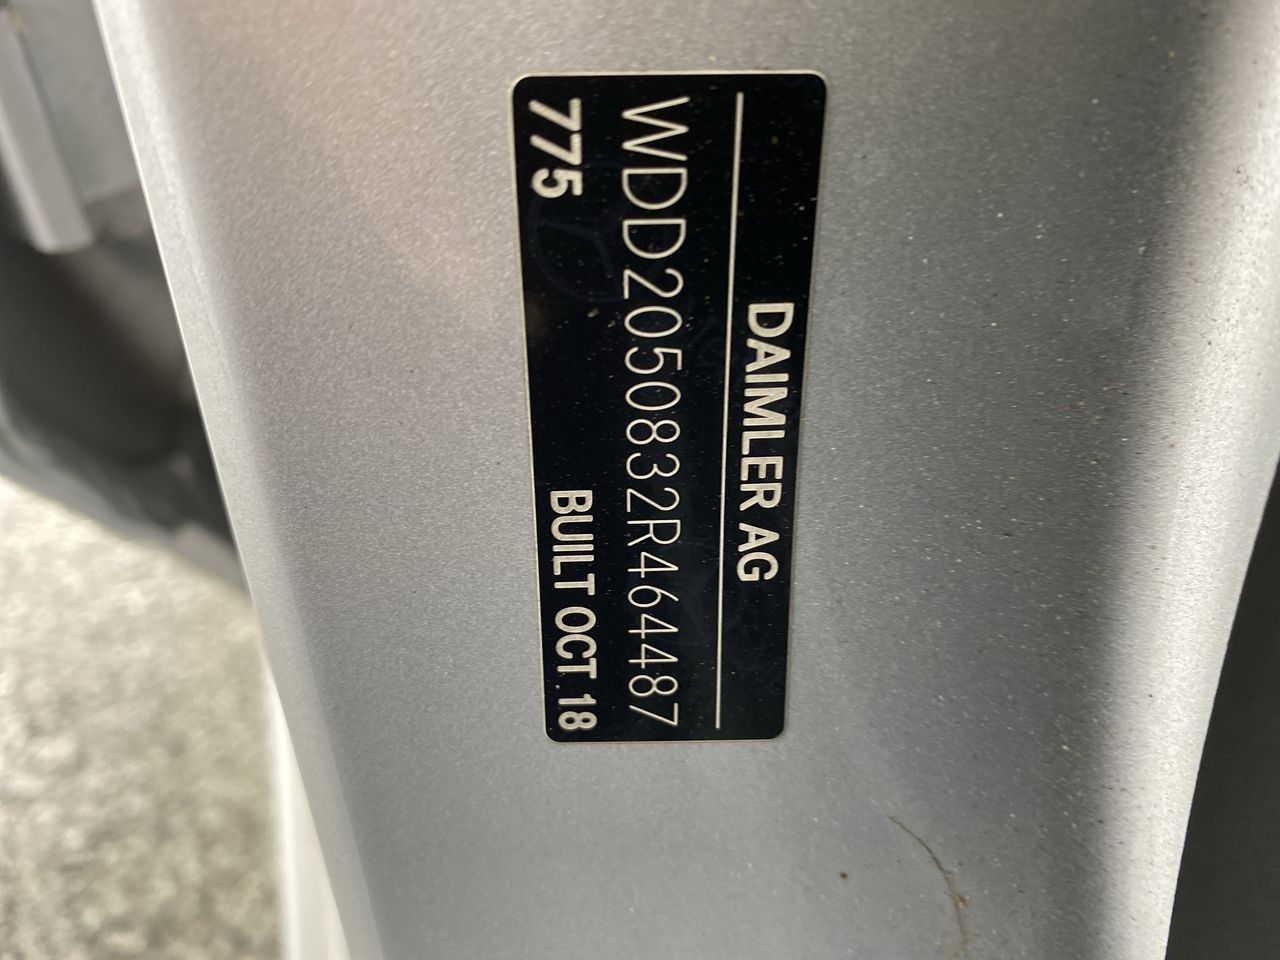 DAIMLER AG
WDD2050832R464487
775 BUILT OCT.18